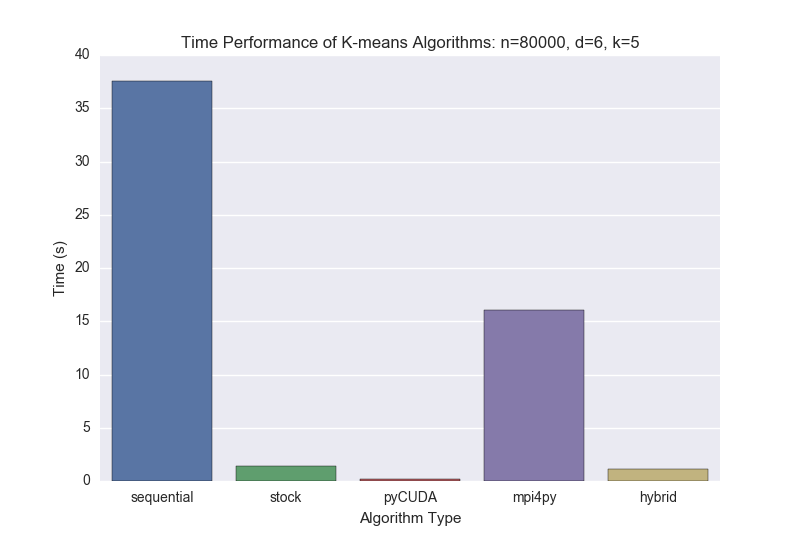 Time Performance of K-means Algorithms: n=80000, d=6, k=5
40
35
30
25
20
15
10
5
0
Time (s)
sequential stock pyCUDA mpi4py hybrid
Algorithm Type